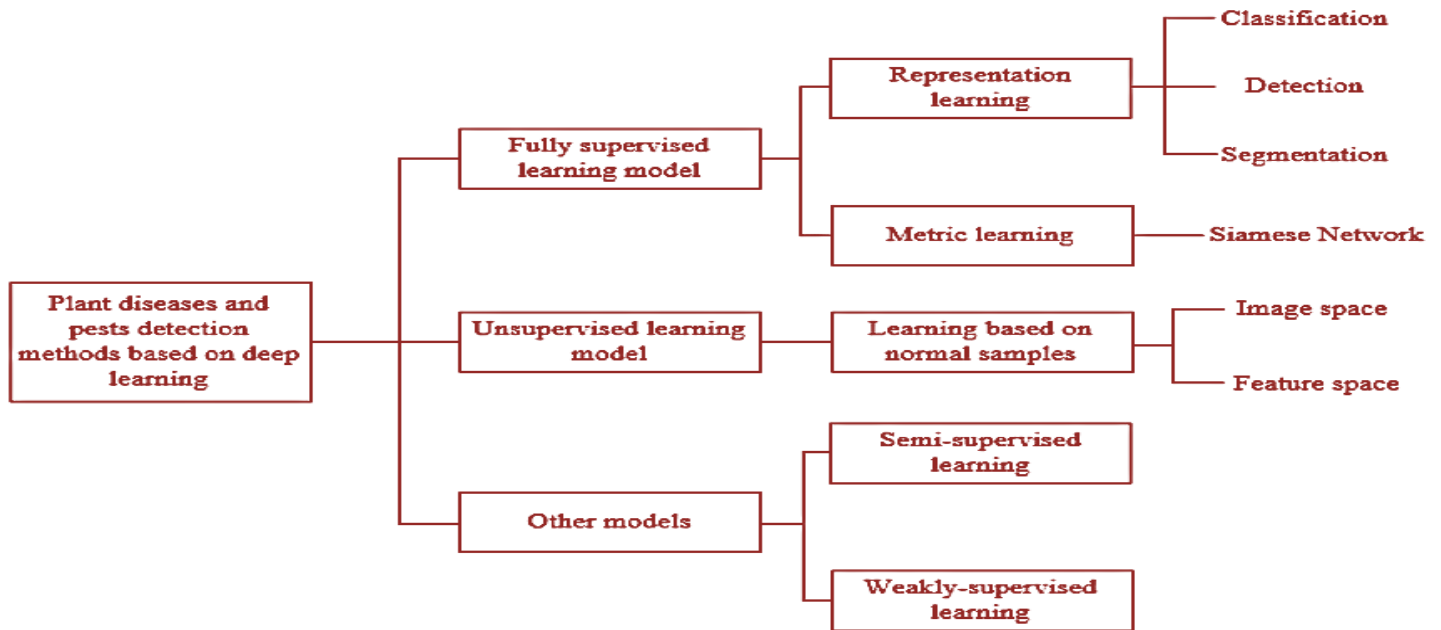 Plant diseases and
pests detection
methods based on deep
learning
Fully supervised
learning model
Representation
learning
Classification
Detection
Segmentation
Metric learning
Siamese Network
Unsupervised learning
model
Learning based on
normal samples
Image space
Feature space
Other models
Semi-supervised
learning
Weakly-supervised
learning